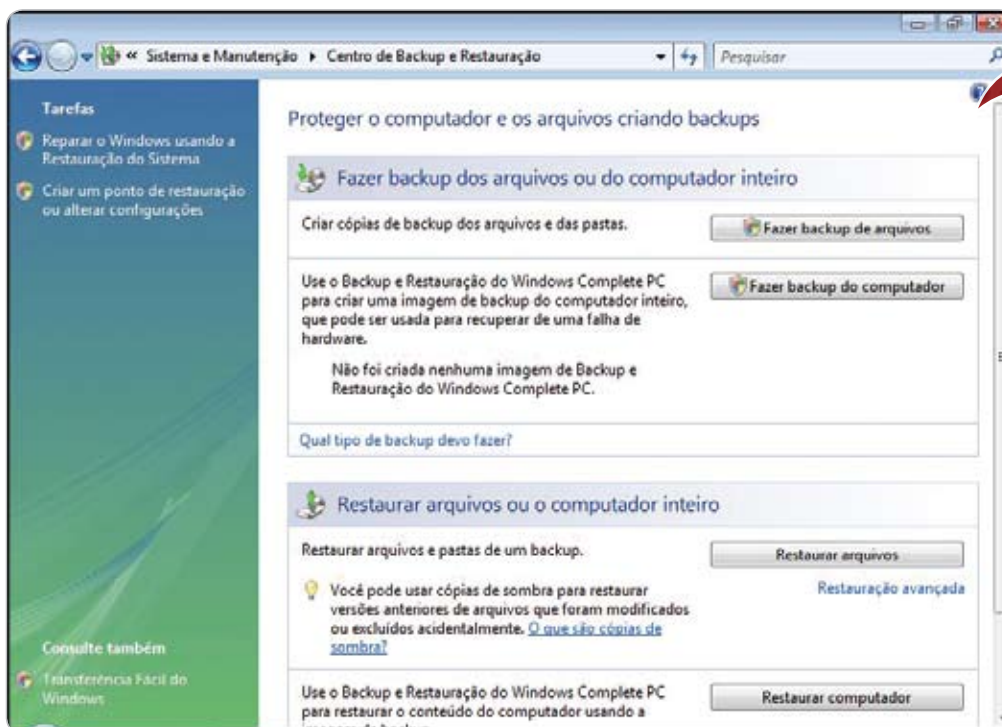 « Sistema e Manutenção ▸ Centro de Backup e Restauração
Pesquisar
Tarefas
Reparar o Windows usando a
Restauração do Sistema
Criar um ponto de restauração
ou alterar configurações
Proteger o computador e os arquivos criando backups
Fazer backup dos arquivos ou do computador inteiro
Criar cópias de backup dos arquivos e das pastas.
Fazer backup de arquivos
Use o Backup e Restauração do Windows Complete PC
para criar uma imagem de backup do computador inteiro,
que pode ser usada para recuperar de uma falha de
hardware.
Fazer backup do computador
Não foi criada nenhuma imagem de Backup e
Restauração do Windows Complete PC.
Qual tipo de backup devo fazer?
Restaurar arquivos ou o computador inteiro
Restaurar arquivos e pastas de um backup.
Restaurar arquivos
Restauração avançada
Você pode usar cópias de sombra para restaurar
versões anteriores de arquivos que foram modificados
ou excluídos acidentalmente. O que são cópias de
sombra?
Consulte também
Transferência Fácil do
Windows
Use o Backup e Restauração do Windows Complete PC
para restaurar o conteúdo do computador usando a
Restaurar computador